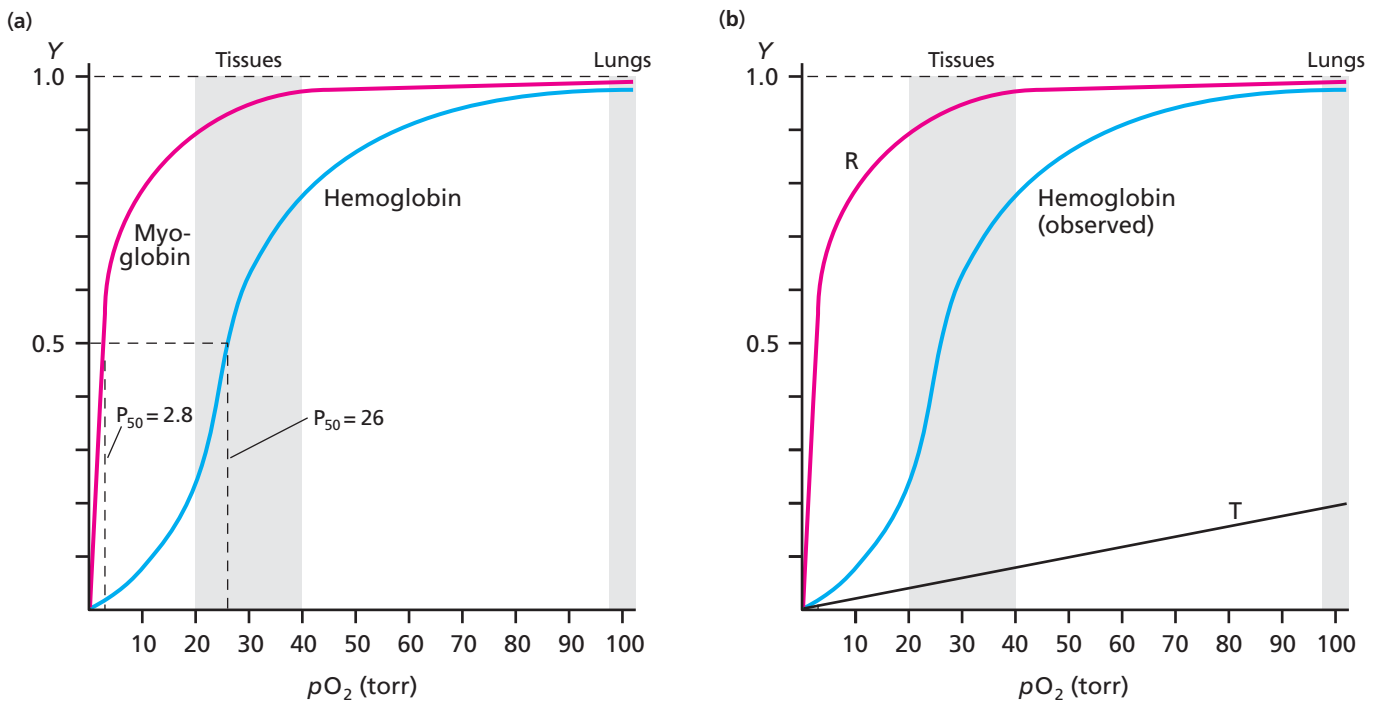 (a)
Y
Tissues
Lungs
1.0
Hemoglobin
Myo-
globin
0.5
P₅₀ = 2.8
P₅₀ = 26
10 20 30 40 50 60 70 80 90 100
pO₂ (torr)
(b)
Y
Tissues
Lungs
1.0
R
Hemoglobin
(observed)
0.5
T
10 20 30 40 50 60 70 80 90 100
pO₂ (torr)